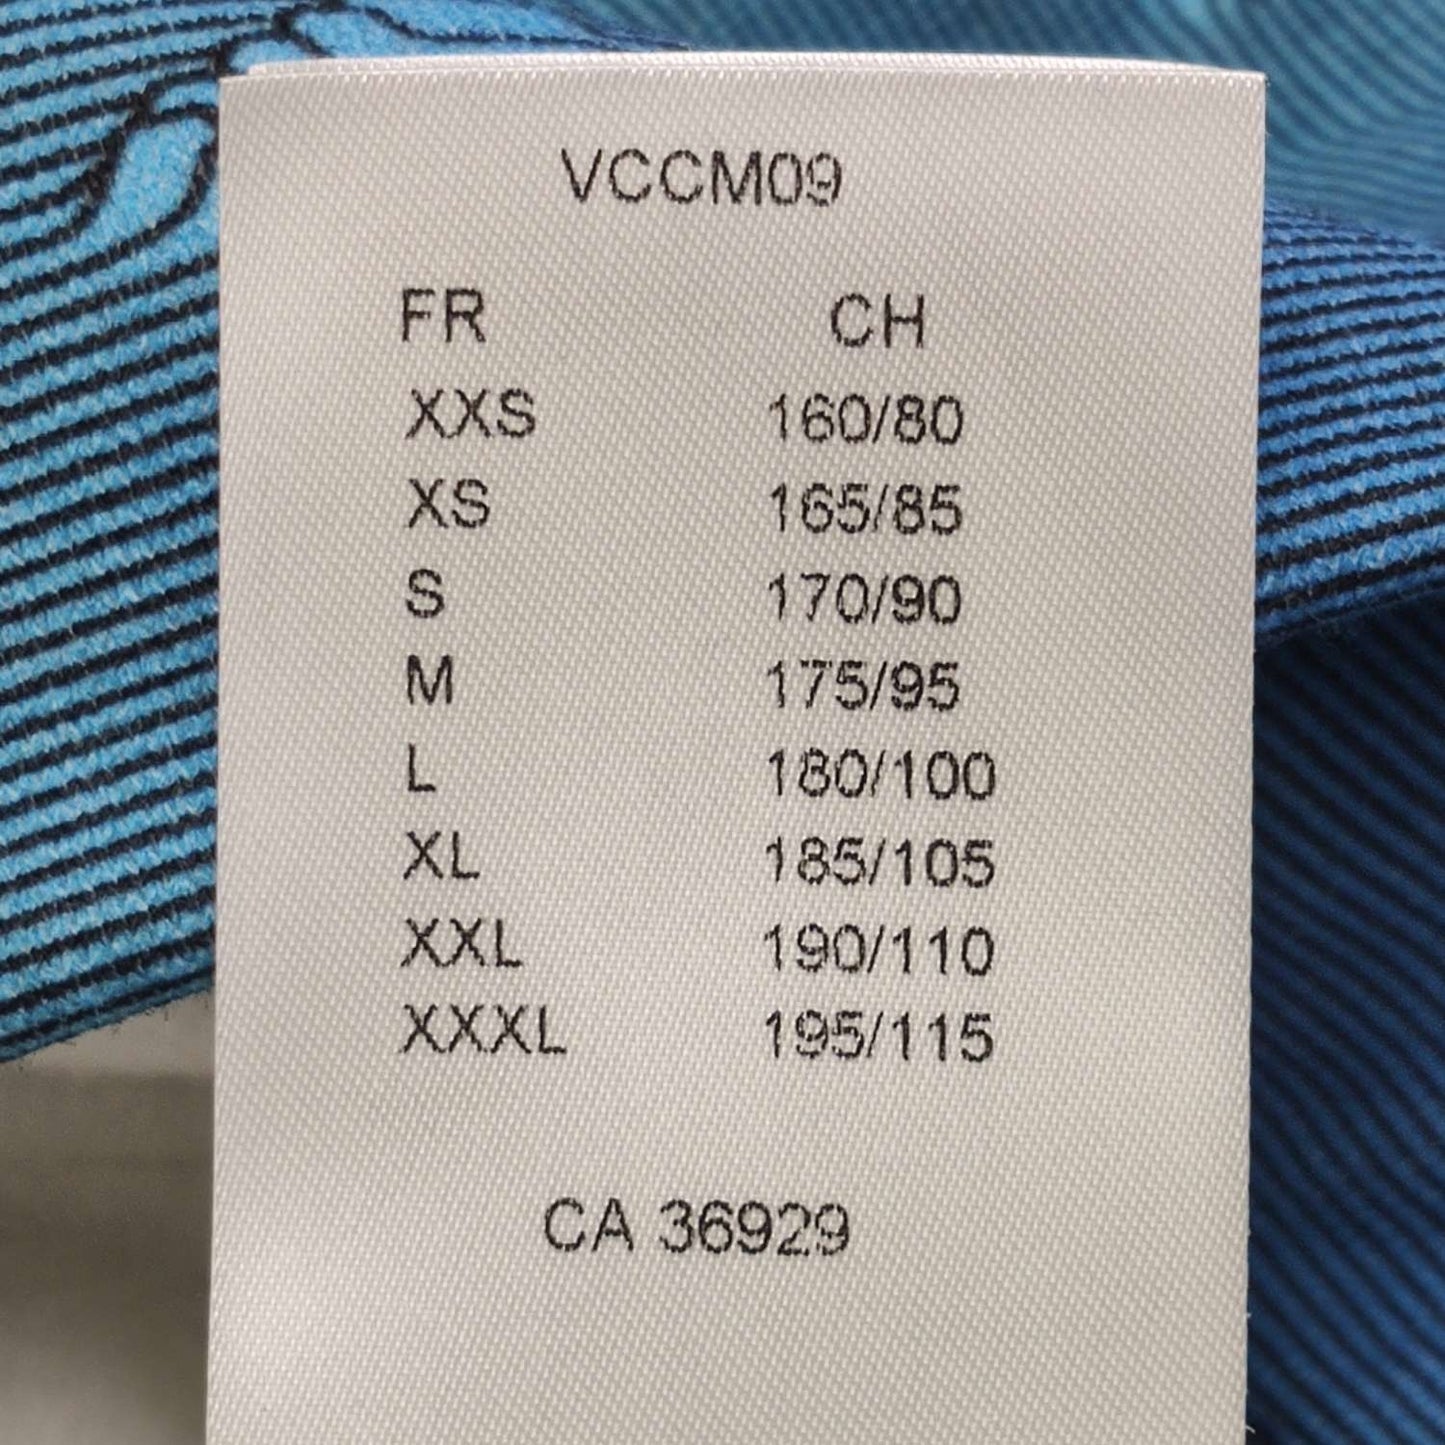 VCCM09
FR CH
XXS 160/80
XS 165/85
S 170/90
M 175/95
L 180/100
XL 185/105
XXL 190/110
XXXL 195/115
CA 36929